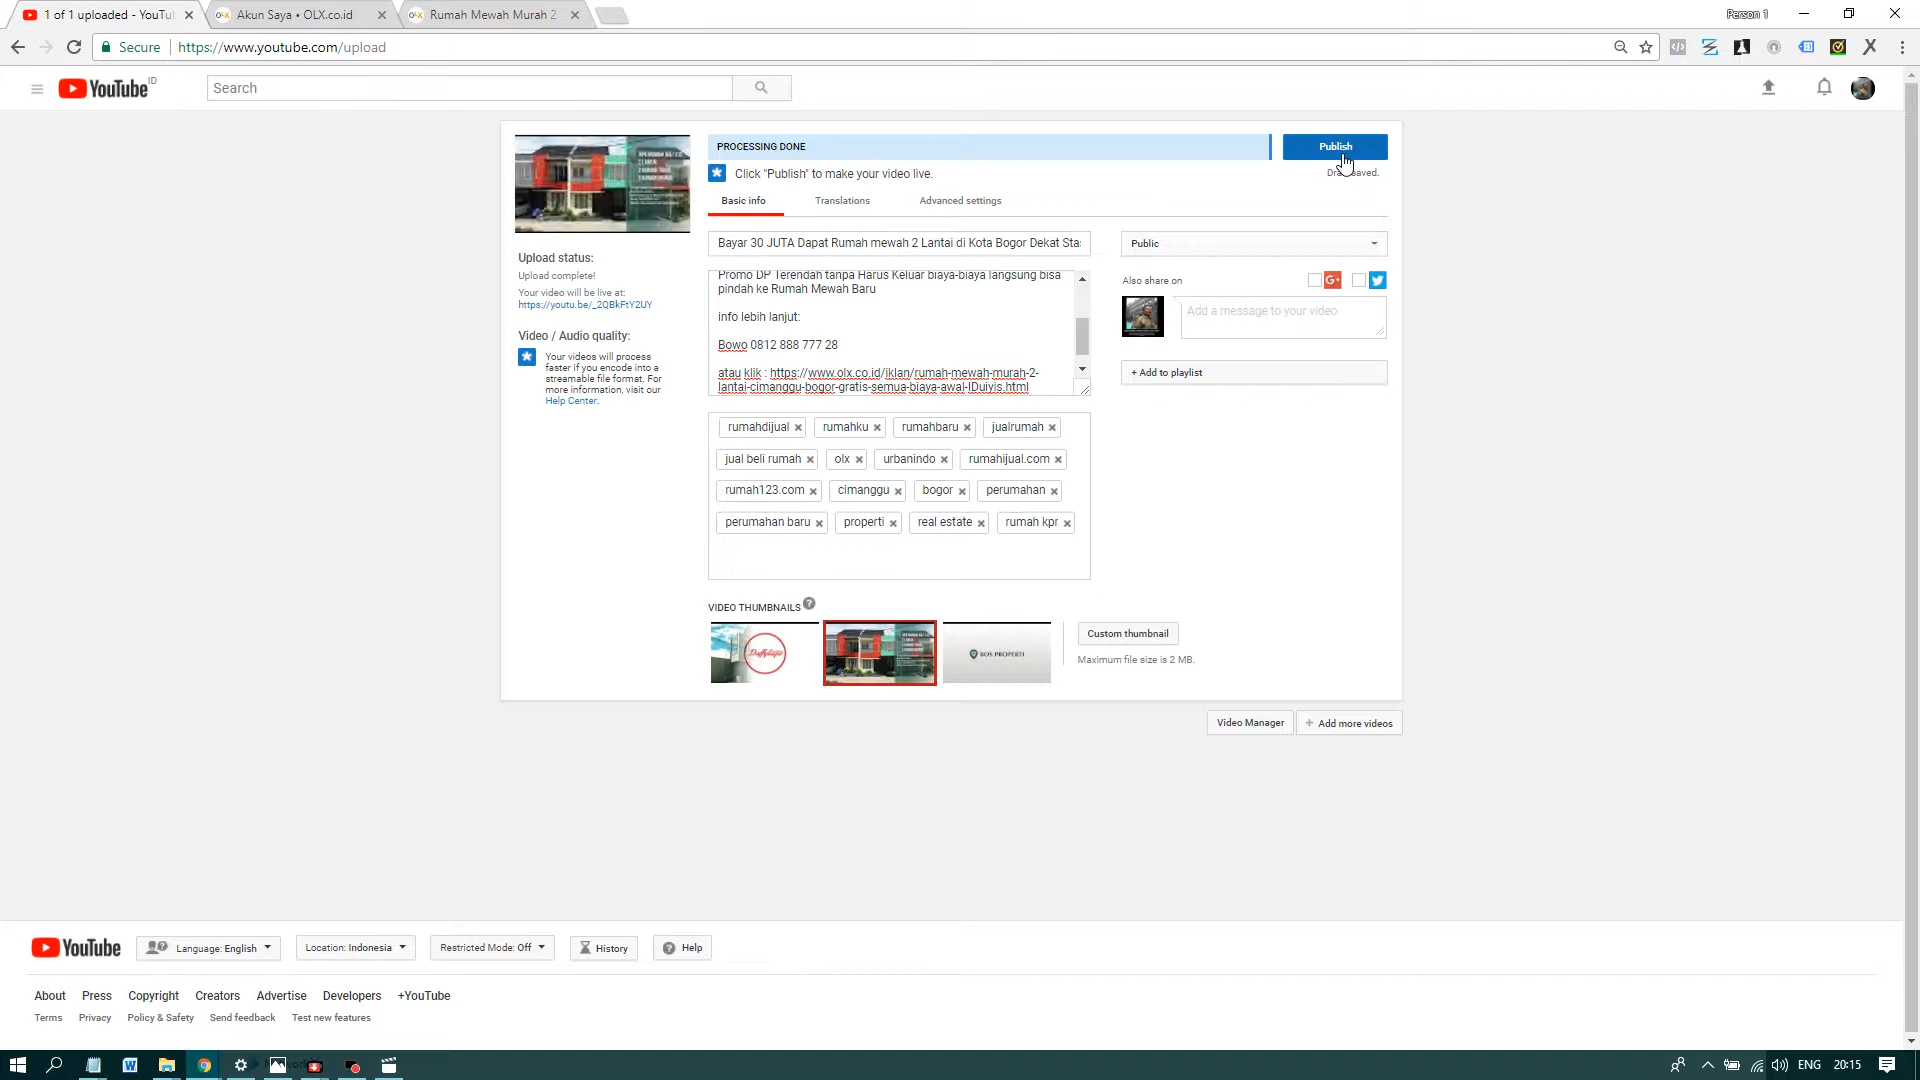 1 of 1 uploaded - YouTu
Akun Saya • OLX.co.id
Rumah Mewah Murah 2
Person 1
Secure
https://www.youtube.com/upload
YouTube ID
Search
PROCESSING DONE
Publish
Click "Publish" to make your video live.
saved.
Basic info
Translations
Advanced settings
Bayar 30 JUTA Dapat Rumah mewah 2 Lantai di Kota Bogor Dekat Sta
Public
Promo DP Terendah tanpa Harus Keluar biaya-biaya langsung bisa
pindah ke Rumah Mewah Baru
info lebih lanjut:
Bowo 0812 888 777 28
atau klik : https://www.olx.co.id/iklan/rumah-mewah-murah-2-
lantai-cimanggu-bogor-gratis-semua-biaya-awal-IDuiyis.html
Upload status:
Upload complete!
Your video will be live at:
https://youtu.be/_2QBkFtY2UY
Video / Audio quality:
Your videos will process
faster if you encode into a
streamable file format. For
more information, visit our
Help Center.
Also share on
G+
Add a message to your video
+ Add to playlist
rumahdijual
rumahku
rumahbaru
jualrumah
jual beli rumah
olx
urbanindo
rumahijual.com
rumah123.com
cimanggu
bogor
perumahan
perumahan baru
properti
real estate
rumah kpr
VIDEO THUMBNAILS
BOS PROPERTI
Custom thumbnail
Maximum file size is 2 MB.
Video Manager
+ Add more videos
YouTube
Language: English
Location: Indonesia
Restricted Mode: Off
History
Help
About
Press
Copyright
Creators
Advertise
Developers
+YouTube
Terms
Privacy
Policy & Safety
Send feedback
Test new features
ENG
20:15